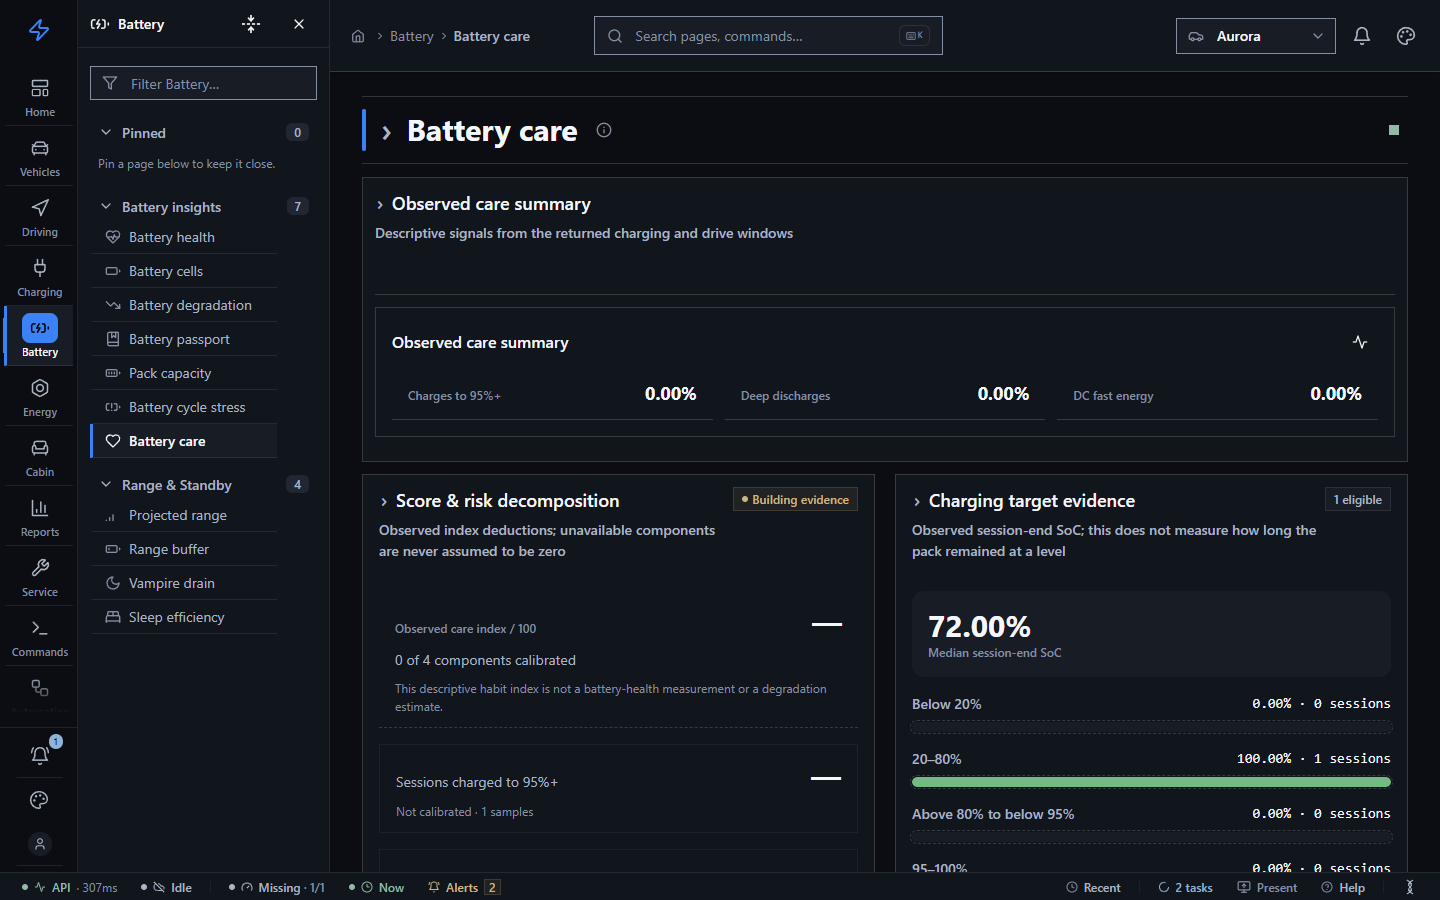 Battery
Battery
Battery care
Search pages, commands...
K
Aurora
Home
Vehicles
Driving
Charging
Battery
Energy
Cabin
Reports
Service
Commands
1
Filter Battery...
Pinned
0
Pin a page below to keep it close.
Battery insights
7
Battery health
Battery cells
Battery degradation
Battery passport
Pack capacity
Battery cycle stress
Battery care
Range & Standby
4
Projected range
Range buffer
Vampire drain
Sleep efficiency
Battery care
Observed care summary
Descriptive signals from the returned charging and drive windows
Observed care summary
Charges to 95%+ 0.00%
Deep discharges 0.00%
DC fast energy 0.00%
Score & risk decomposition
Building evidence
Observed index deductions; unavailable components
are never assumed to be zero
Observed care index / 100 —
0 of 4 components calibrated
This descriptive habit index is not a battery-health measurement or a degradation
estimate.
Sessions charged to 95%+ —
Not calibrated · 1 samples
Charging target evidence
1 eligible
Observed session-end SoC; this does not measure how long the
pack remained at a level
72.00%
Median session-end SoC
Below 20% 0.00% · 0 sessions
20–80% 100.00% · 1 sessions
Above 80% to below 95% 0.00% · 0 sessions
95–100% 0.00% · 0 sessions
API · 307ms
Idle
Missing · 1/1
Now
Alerts 2
Recent
2 tasks
Present
Help